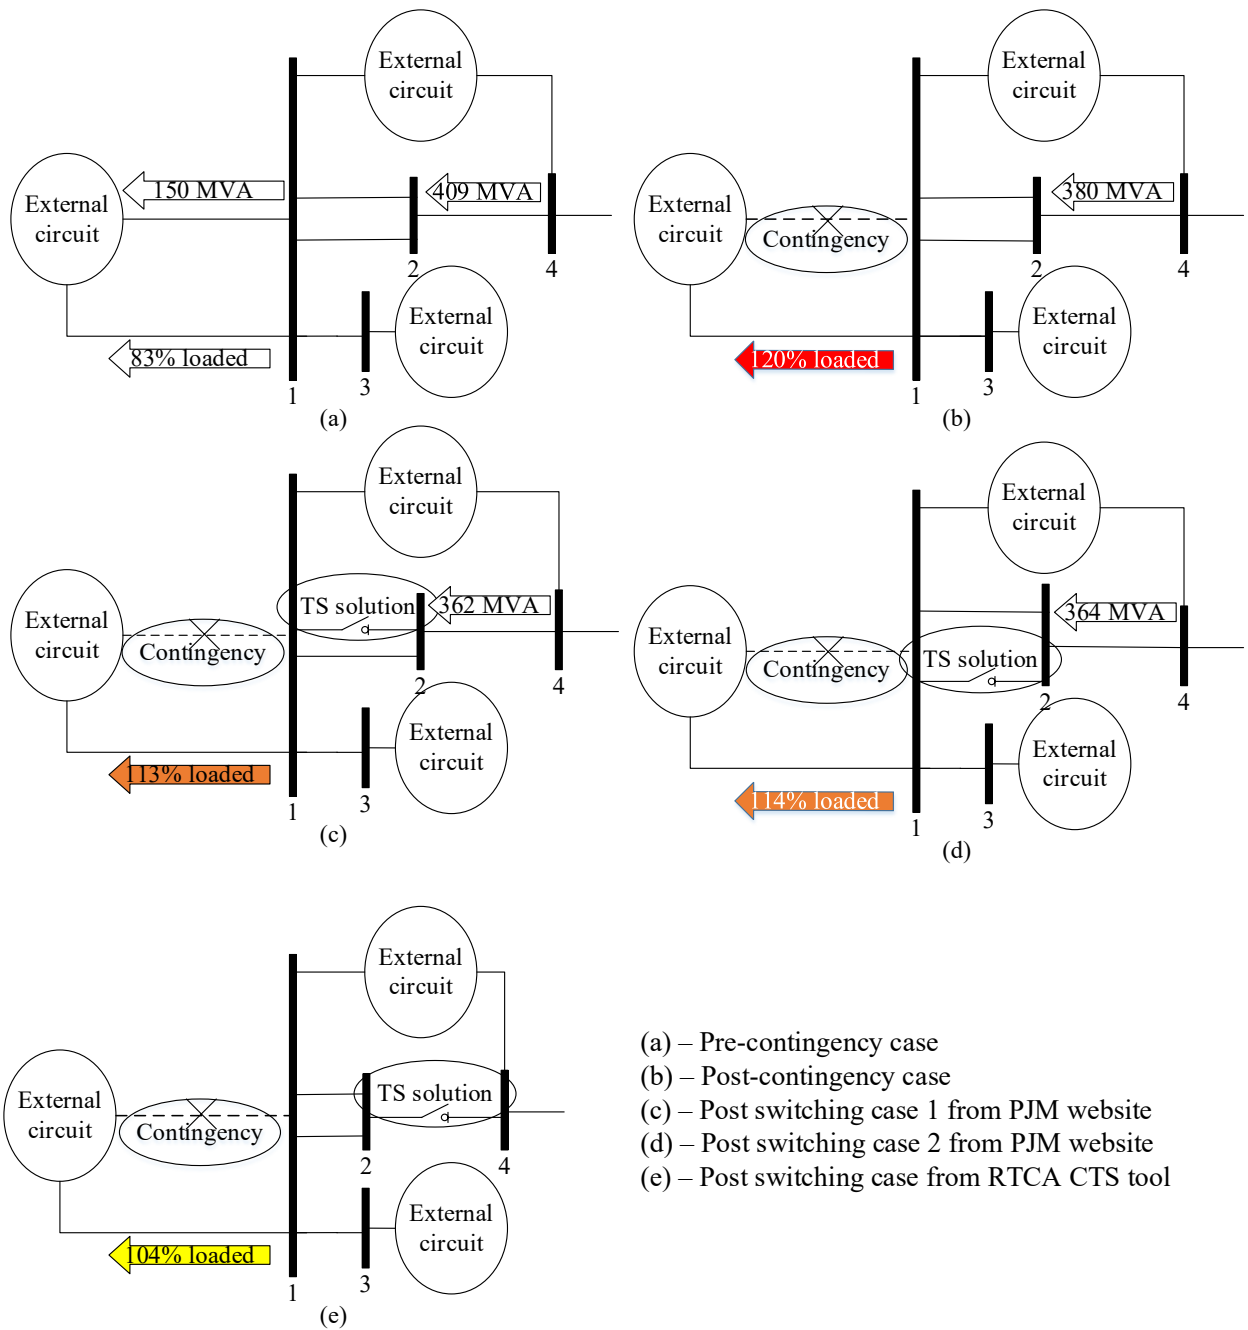 External
circuit
150 MVA
409 MVA
External
circuit
2
4
External
circuit
83% loaded
1
3
(a)
External
circuit
380 MVA
External
circuit
Contingency
2
4
External
circuit
120% loaded
1
3
(b)
External
circuit
TS solution
362 MVA
External
circuit
Contingency
2
4
External
circuit
113% loaded
1
3
(c)
External
circuit
364 MVA
External
circuit
Contingency
TS solution
2
4
External
circuit
114% loaded
1
3
(d)
External
circuit
TS solution
External
circuit
Contingency
2
4
External
circuit
104% loaded
1
3
(e)
(a) – Pre-contingency case
(b) – Post-contingency case
(c) – Post switching case 1 from PJM website
(d) – Post switching case 2 from PJM website
(e) – Post switching case from RTCA CTS tool